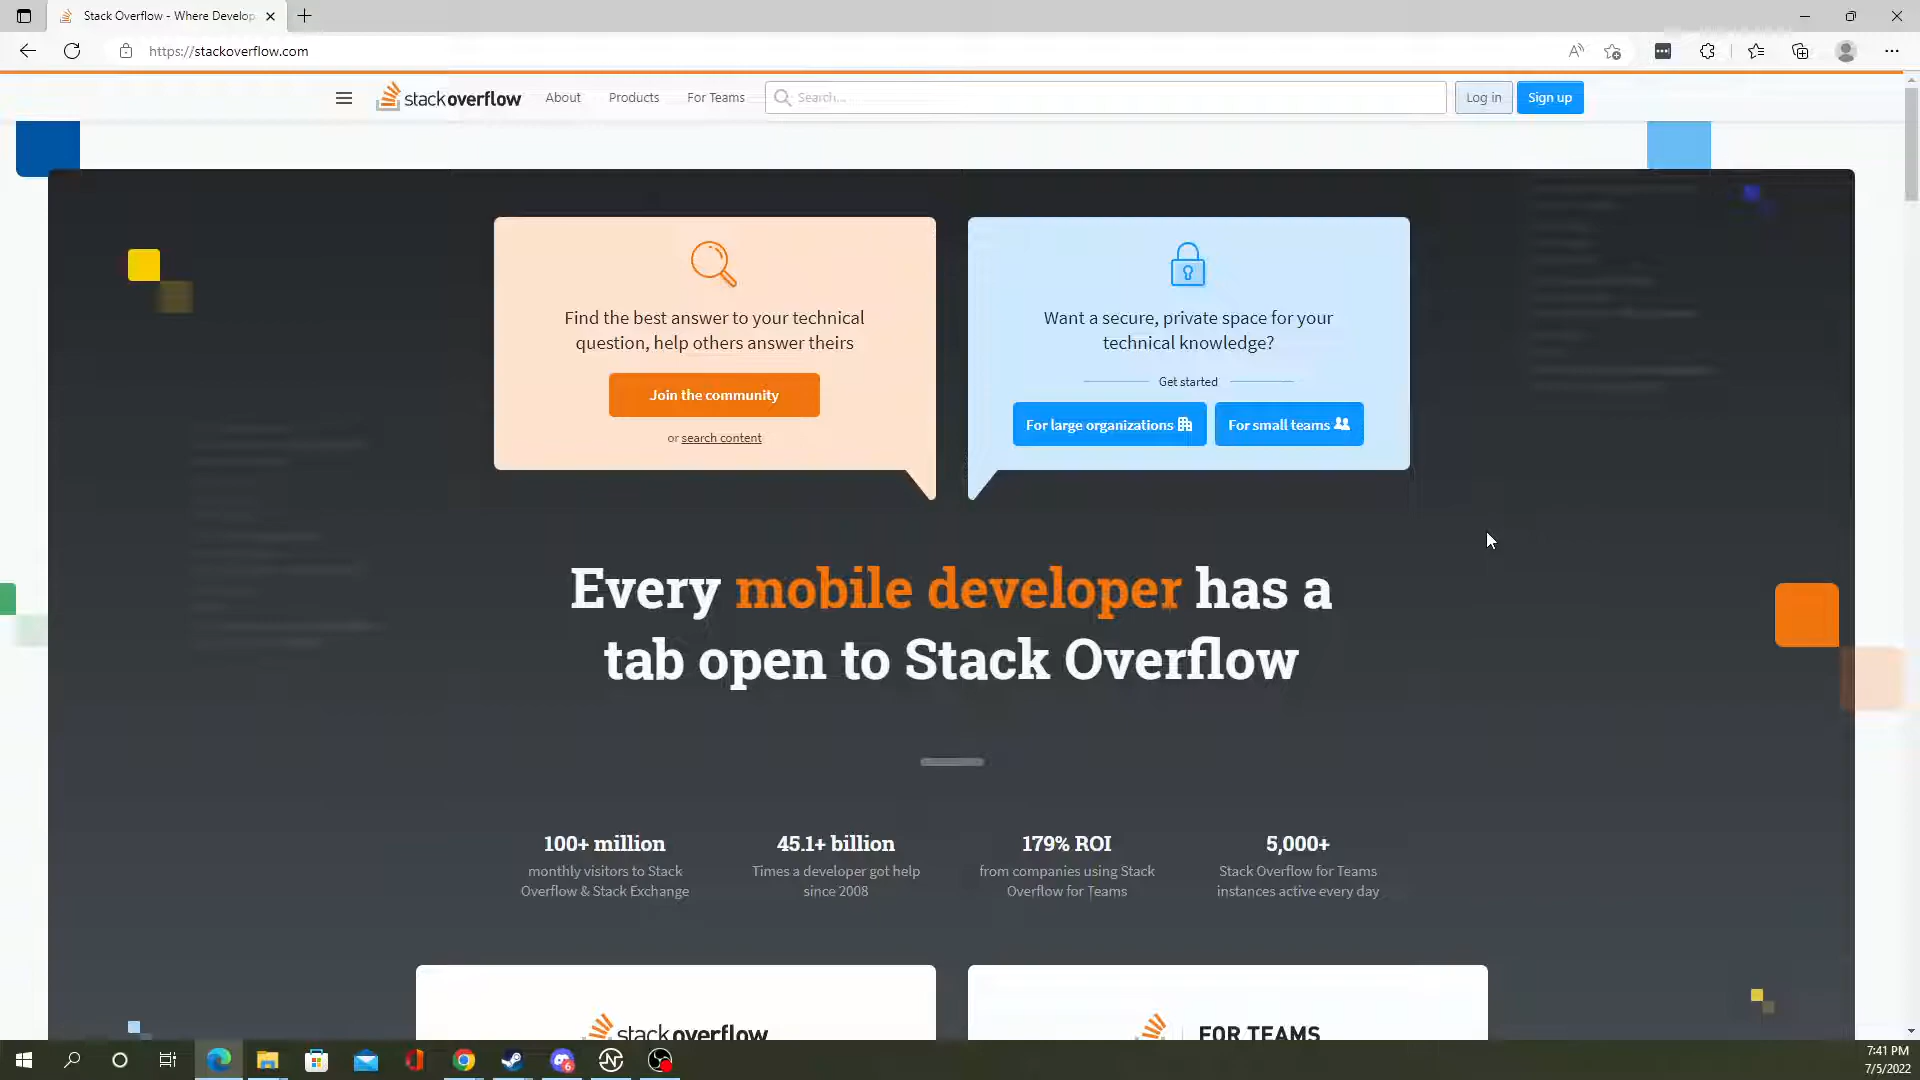 Stack Overflow - Where Develop
https://stackoverflow.com
stackoverflow
About
Products
For Teams
Search...
Log in
Sign up
Find the best answer to your technical
question, help others answer theirs
Join the community
or search content
Want a secure, private space for your
technical knowledge?
Get started
For large organizations
For small teams
Every mobile developer has a
tab open to Stack Overflow
100+ million
monthly visitors to Stack
Overflow & Stack Exchange
45.1+ billion
Times a developer got help
since 2008
179% ROI
from companies using Stack
Overflow for Teams
5,000+
Stack Overflow for Teams
instances active every day
stackoverflow
FOR TEAMS
6
7:41 PM
7/5/2022